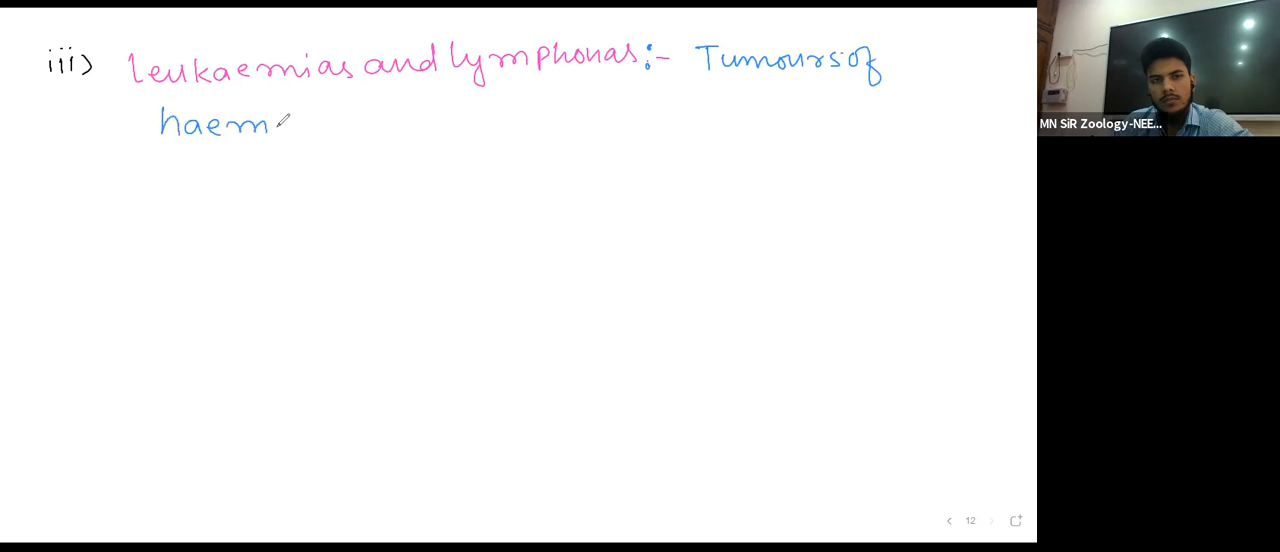 iii) Leukaemias and lymphonas :- Tumours of
haem
MN SiR Zoology-NEE...
12